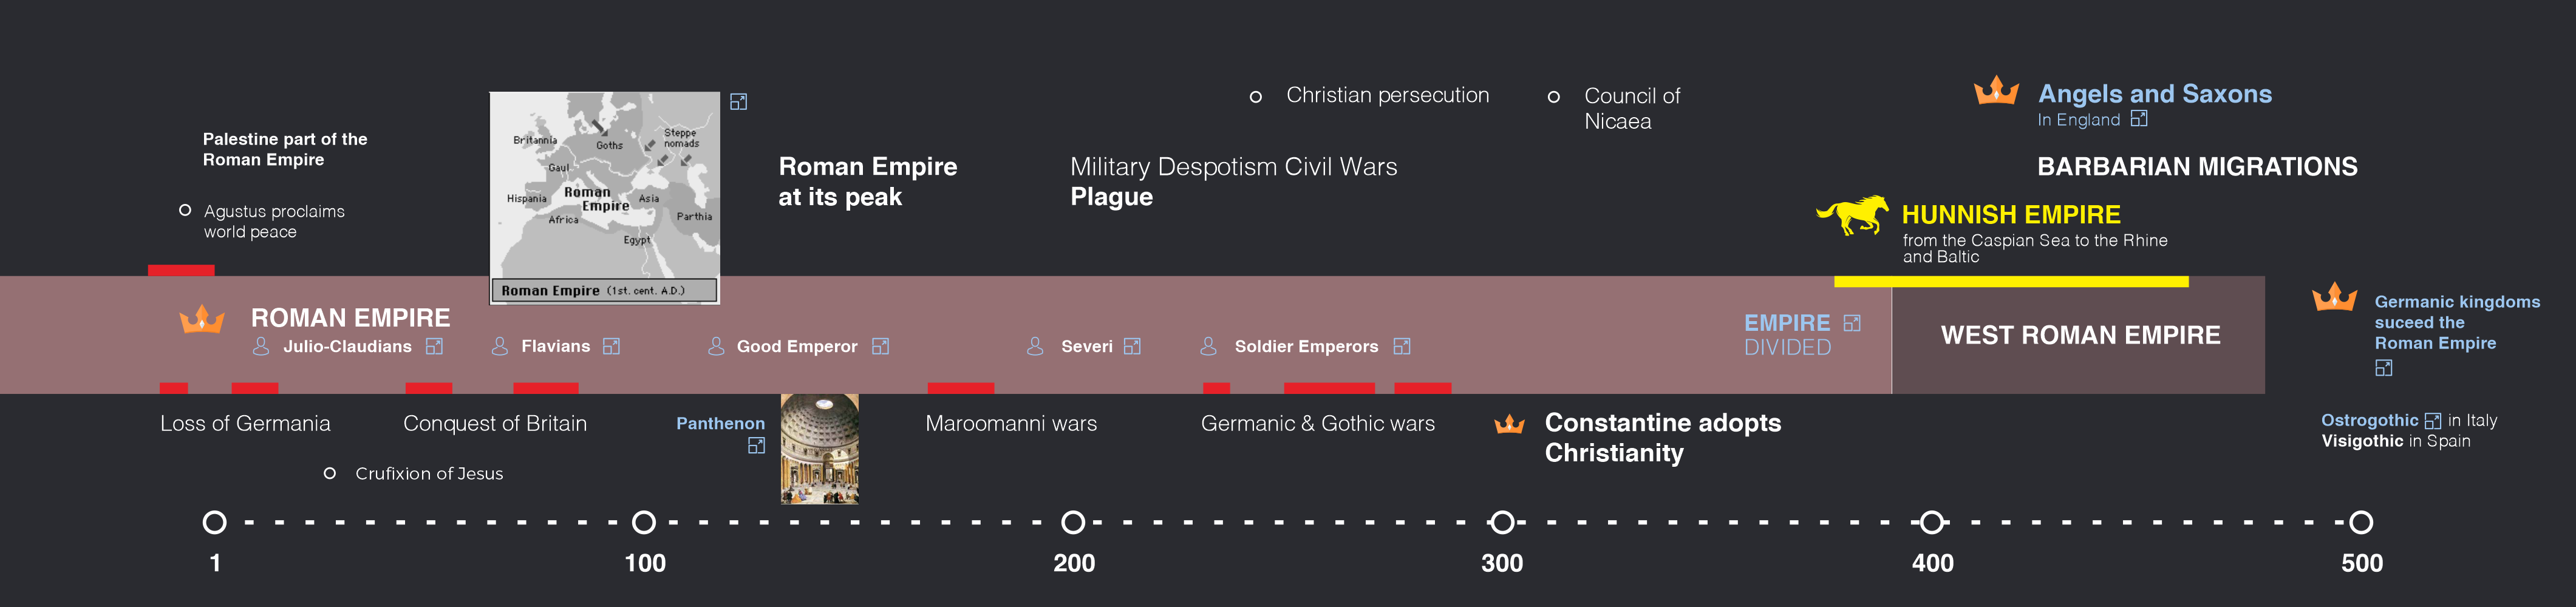 Christian persecution
Council of
Nicaea
Angels and Saxons
In England
Palestine part of the
Roman Empire
Agustus proclaims
world peace
Britannia
Goths
Steppe
nomads
Gaul
Roman
Empire
Hispania
Asia
Africa
Parthia
Egypt
Roman Empire (1st. cent. A.D.)
Roman Empire
at its peak
Military Despotism Civil Wars
Plague
BARBARIAN MIGRATIONS
HUNNISH EMPIRE
from the Caspian Sea to the Rhine
and Baltic
ROMAN EMPIRE
Julio-Claudians
Flavians
Good Emperor
Severi
Soldier Emperors
EMPIRE
DIVIDED
WEST ROMAN EMPIRE
Germanic kingdoms
suceed the
Roman Empire
Loss of Germania
Conquest of Britain
Panthenon
Maroomanni wars
Germanic & Gothic wars
Constantine adopts
Christianity
Ostrogothic in Italy
Visigothic in Spain
Crufixion of Jesus
1
100
200
300
400
500